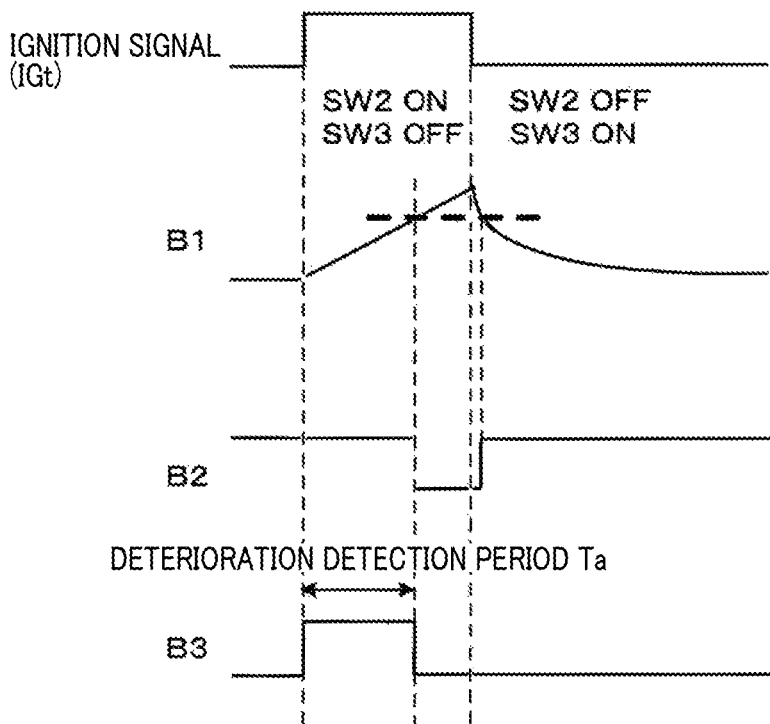 IGNITION SIGNAL
(IGt)
SW2 ON
SW3 OFF
SW2 OFF
SW3 ON
B1
B2
DETERIORATION DETECTION PERIOD Ta
B3